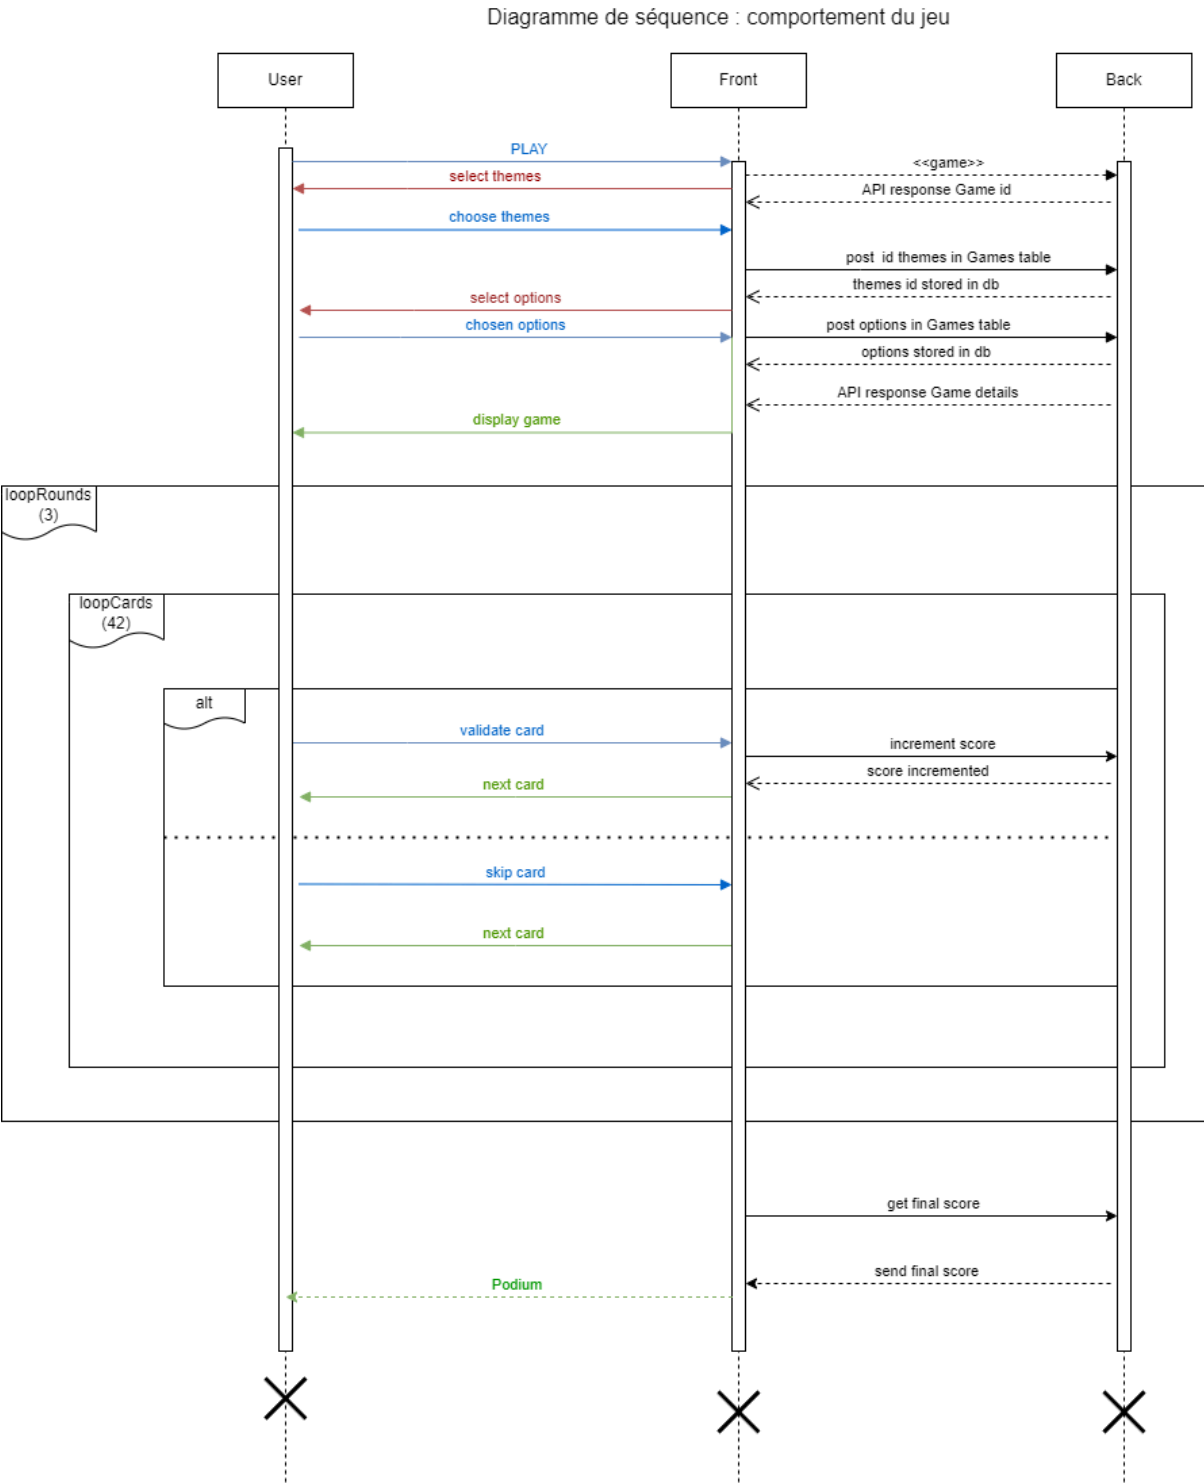 Diagramme de séquence : comportement du jeu
User
Front
Back
PLAY
<<game>>
select themes
API response Game id
choose themes
post id themes in Games table
themes id stored in db
select options
chosen options
post options in Games table
options stored in db
API response Game details
display game
loopRounds
(3)
loopCards
(42)
alt
validate card
increment score
score incremented
next card
skip card
next card
get final score
send final score
Podium